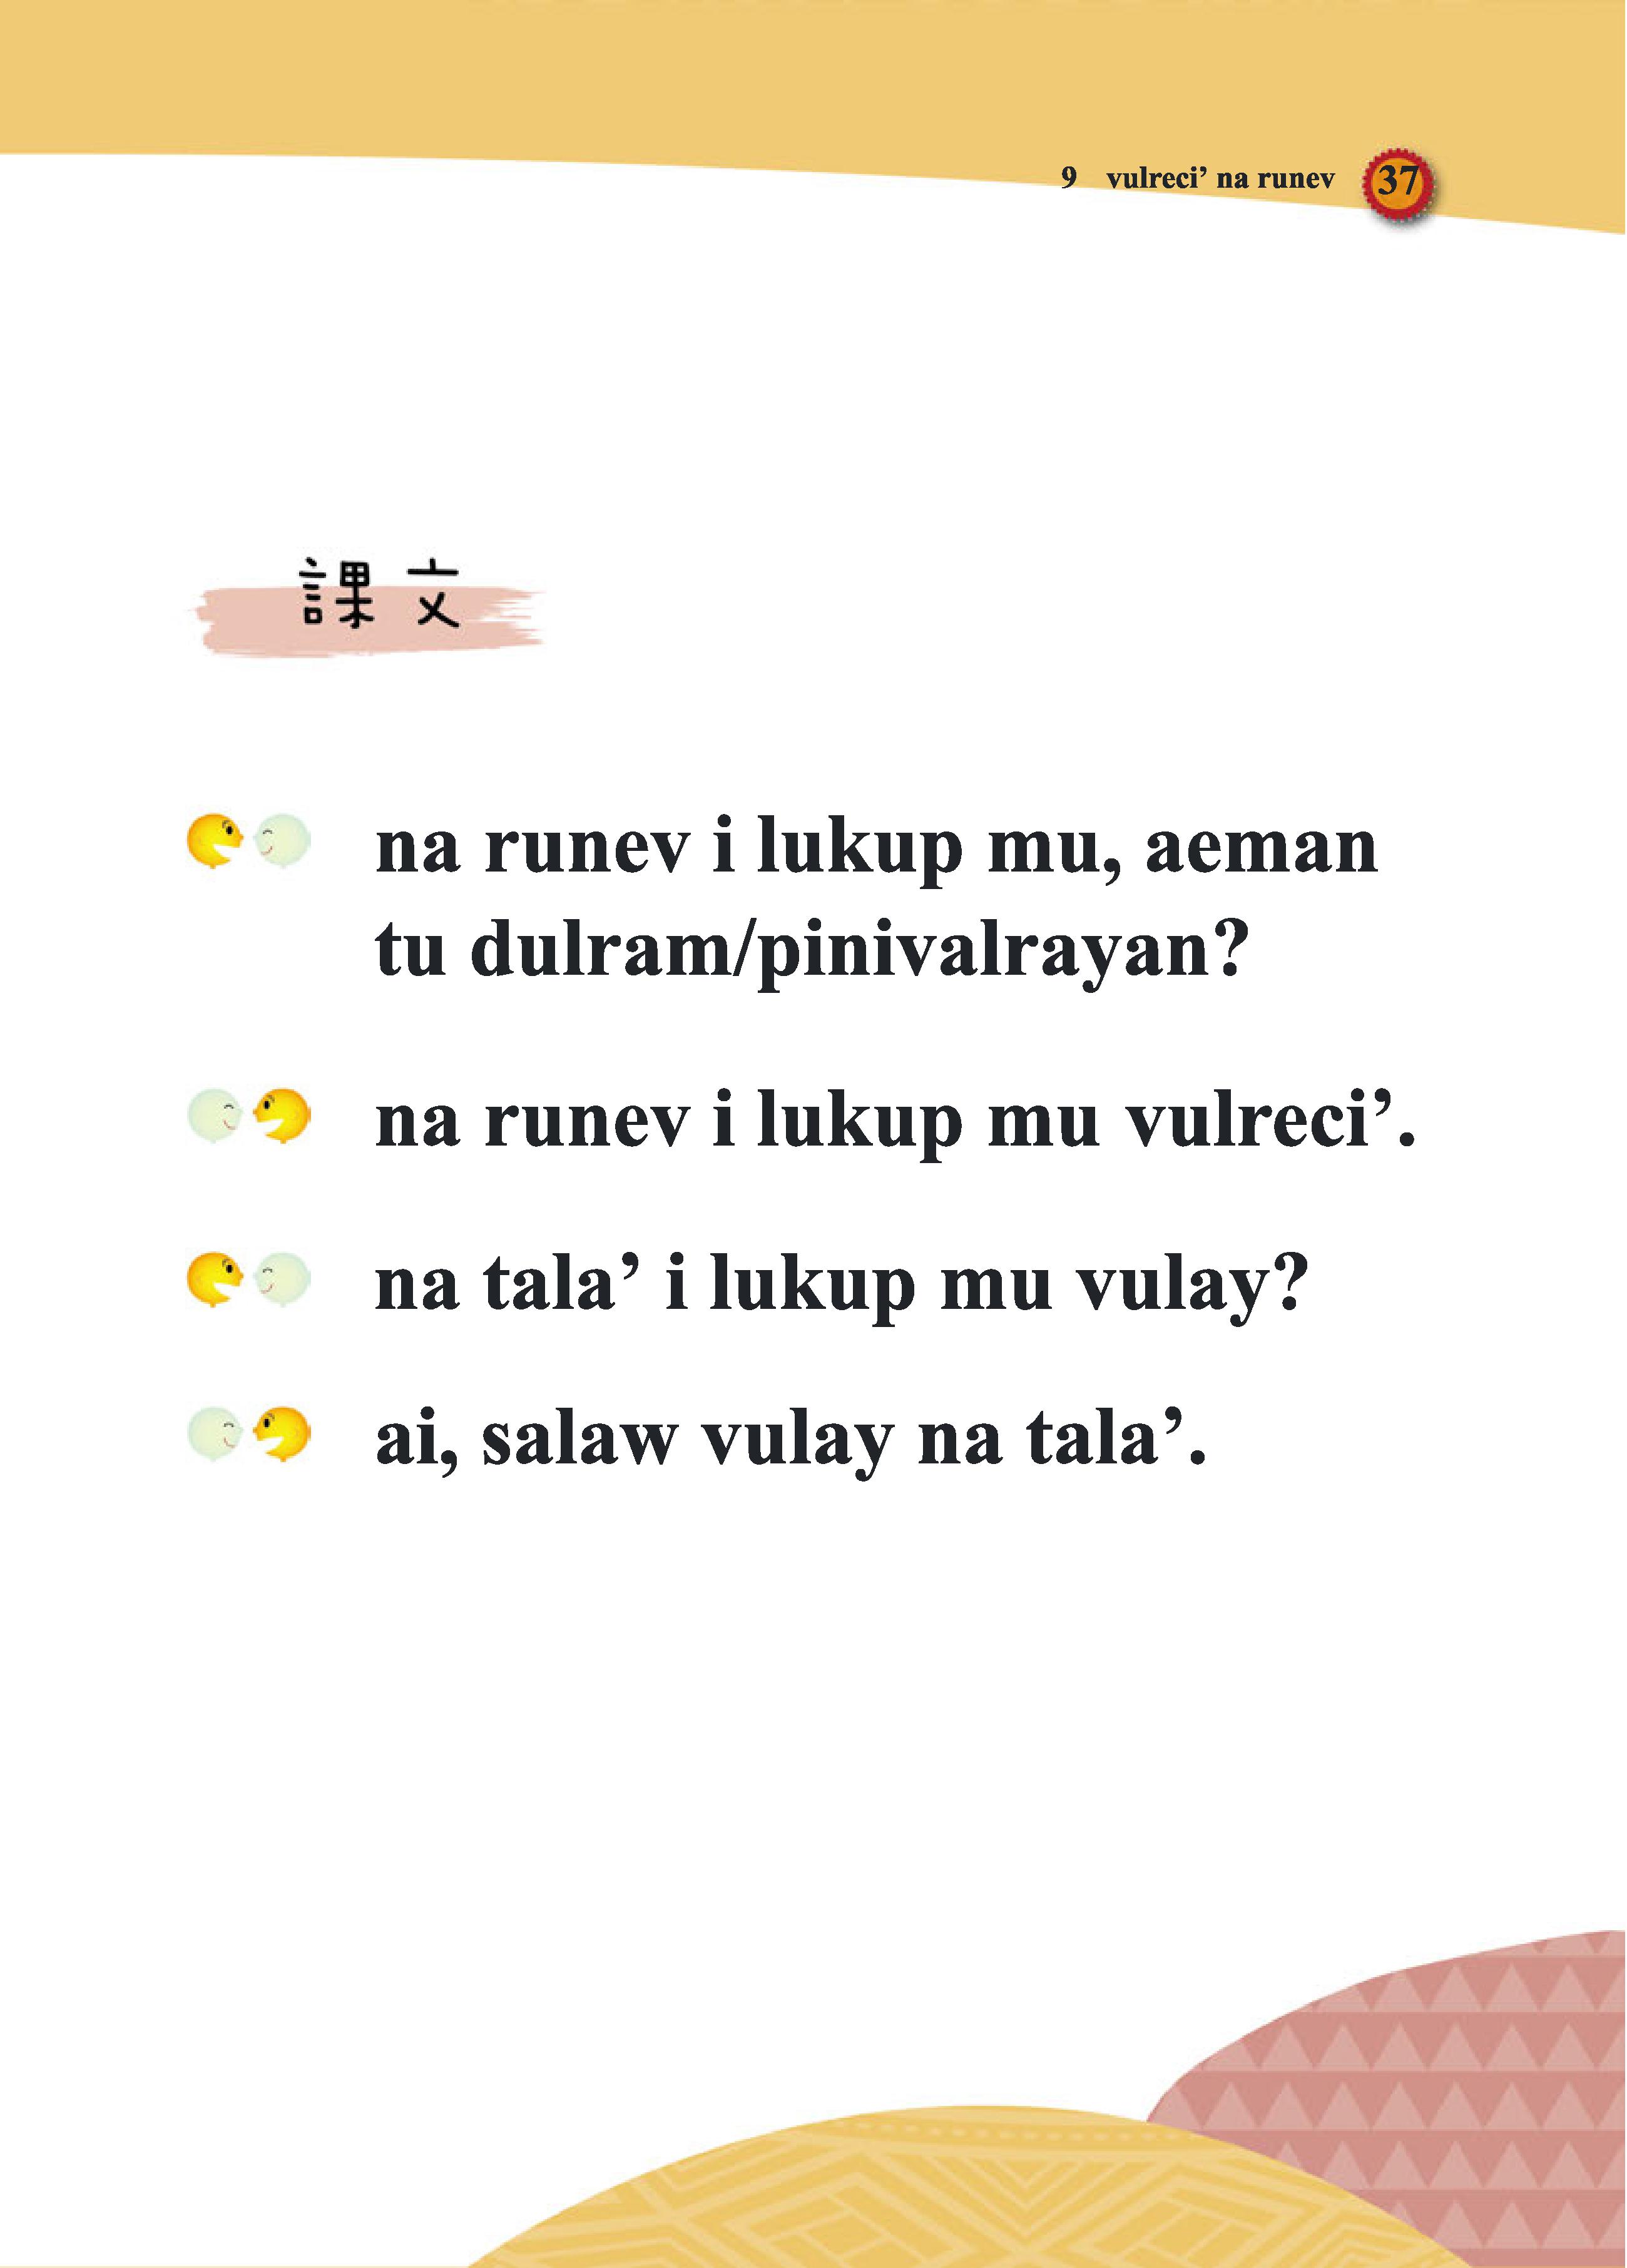 9 vulreci’ na runev 37
課文
na runev i lukup mu, aeman
tu dulram/pinivalrayan?
na runev i lukup mu vulreci’.
na tala’ i lukup mu vulay?
ai, salaw vulay na tala’.